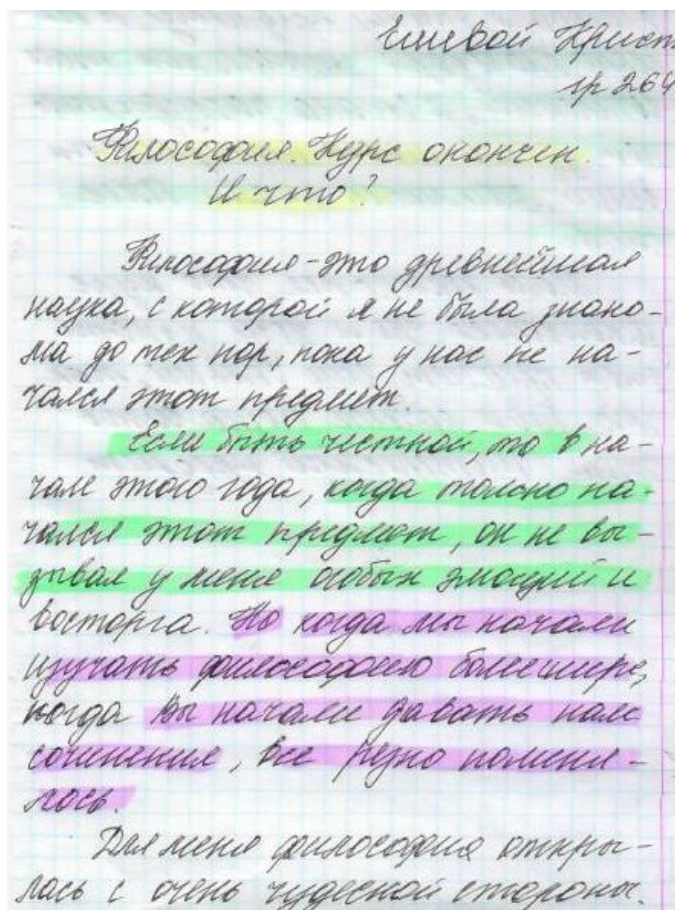 Ешевой Крист
гр 264
Философия. Курс окончен.
И что?
Философия - это древнейшая
наука, с которой я не была знако-
ма до тех пор, пока у нас не на-
чался этот предмет.
Если быть честной, то в на-
чале этого года, когда только на-
чался этот предмет, он не вы-
зывал у меня особых эмоций и
восторга. Но когда мы начали
изучать философию более шире,
когда Вы начали давать нам
сочинения, все резко поменя-
лось.
Для меня философия откры-
лась с очень чудесной стороны.